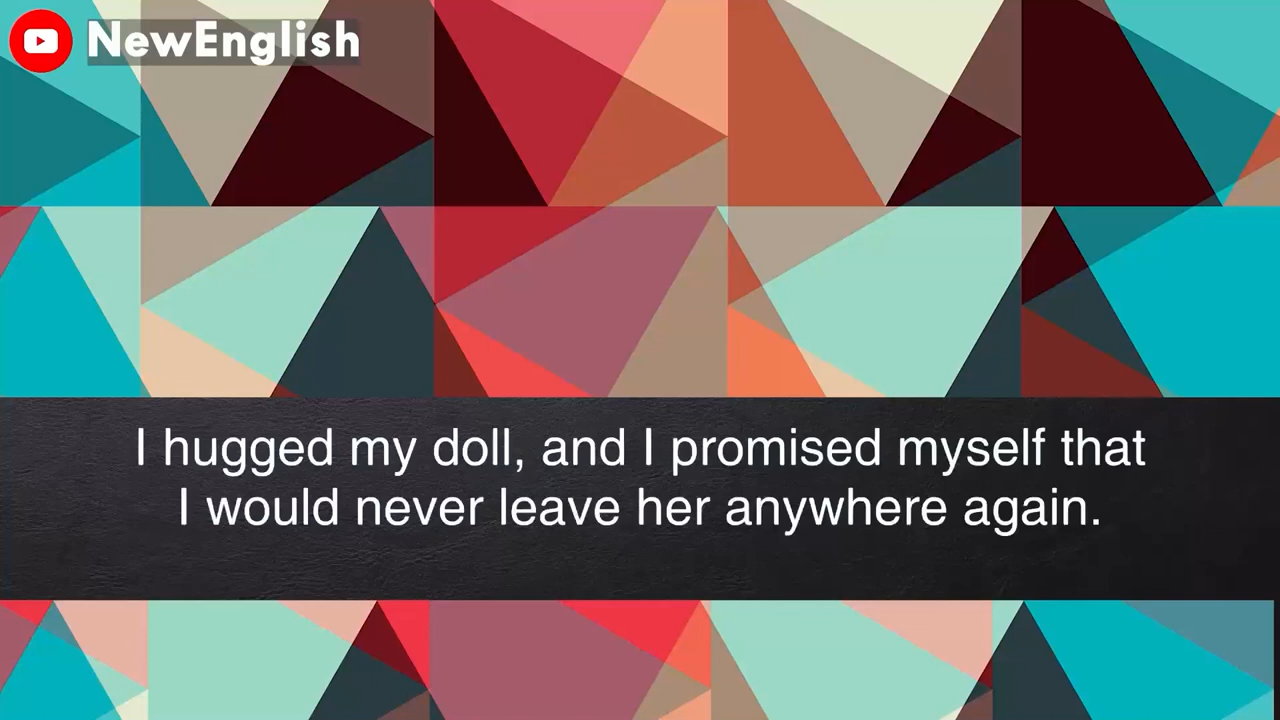 NewEnglish
I hugged my doll, and I promised myself that
I would never leave her anywhere again.